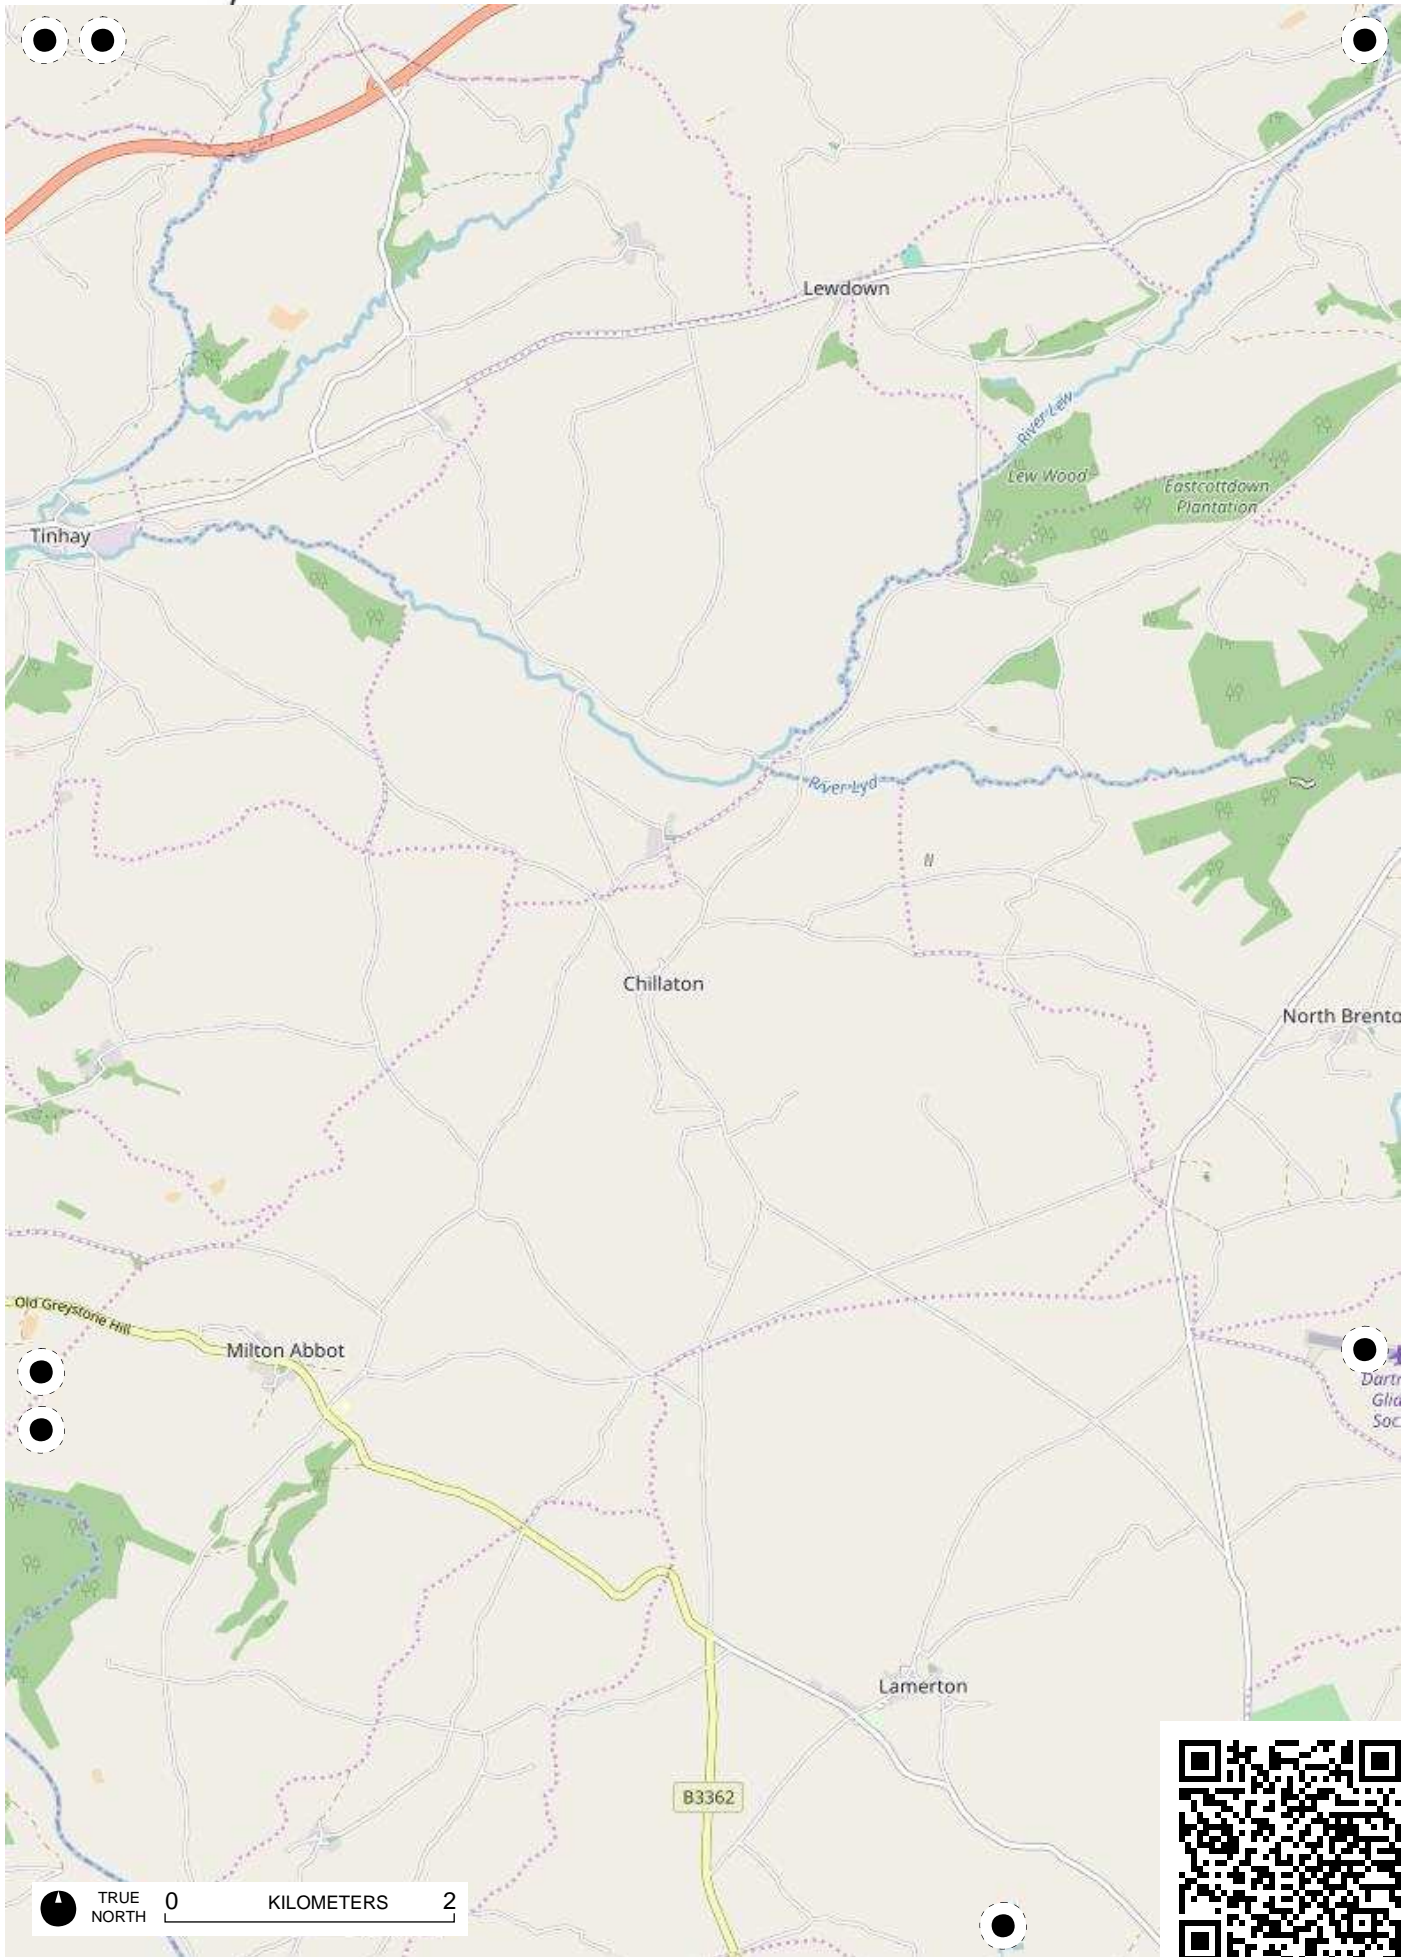 Lewdown
River Lew
Lew Wood
Eastcottdown
Plantation
Tinhay
River Lyd
Chillaton
North Brento
Old Greystone Hill
Milton Abbot
Dartm
Glid
Soc
Lamerton
B3362
TRUE
NORTH
0 KILOMETERS 2